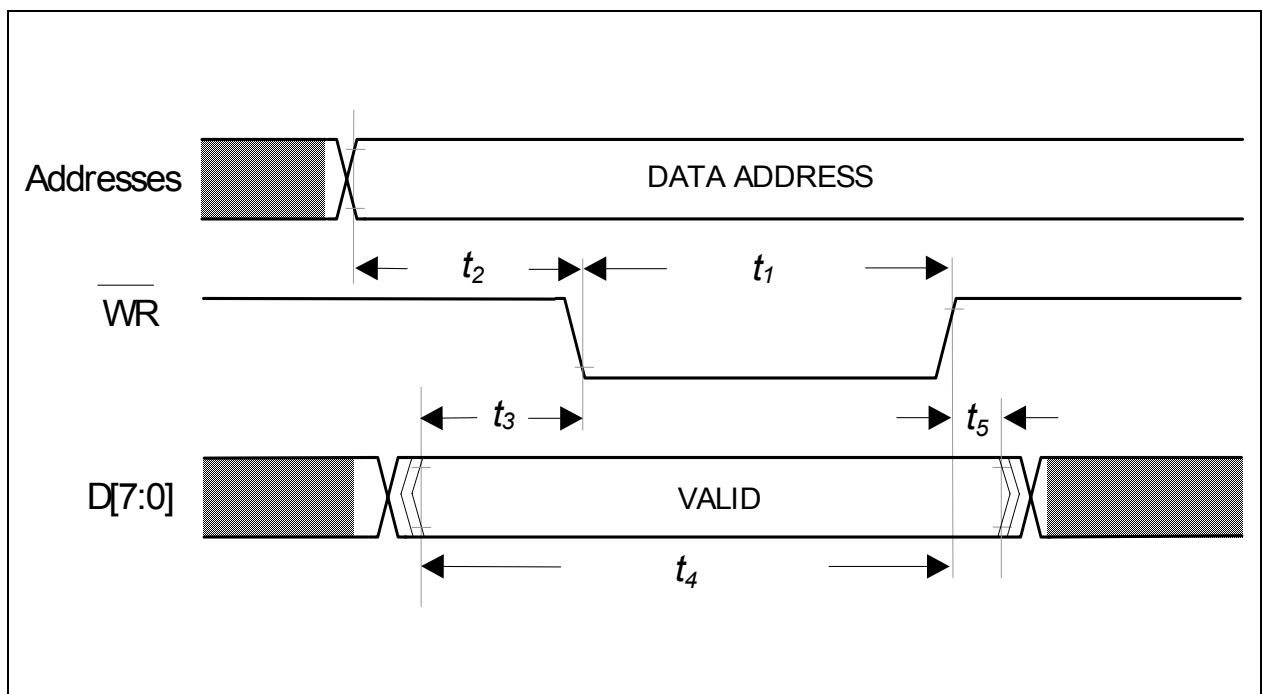 Addresses
DATA ADDRESS
t2
t1
WR
t3
t5
D[7:0]
VALID
t4